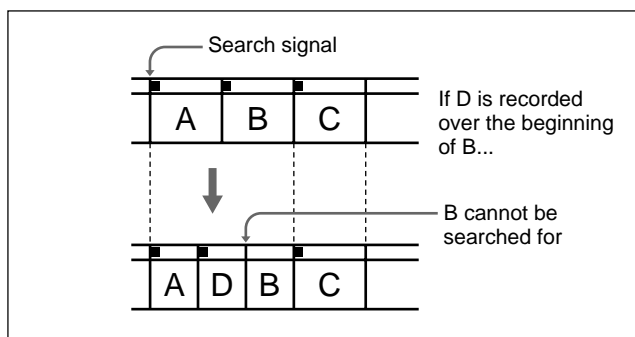 Search signal
A B C
If D is recorded
over the beginning
of B...
B cannot be
searched for
A D B C